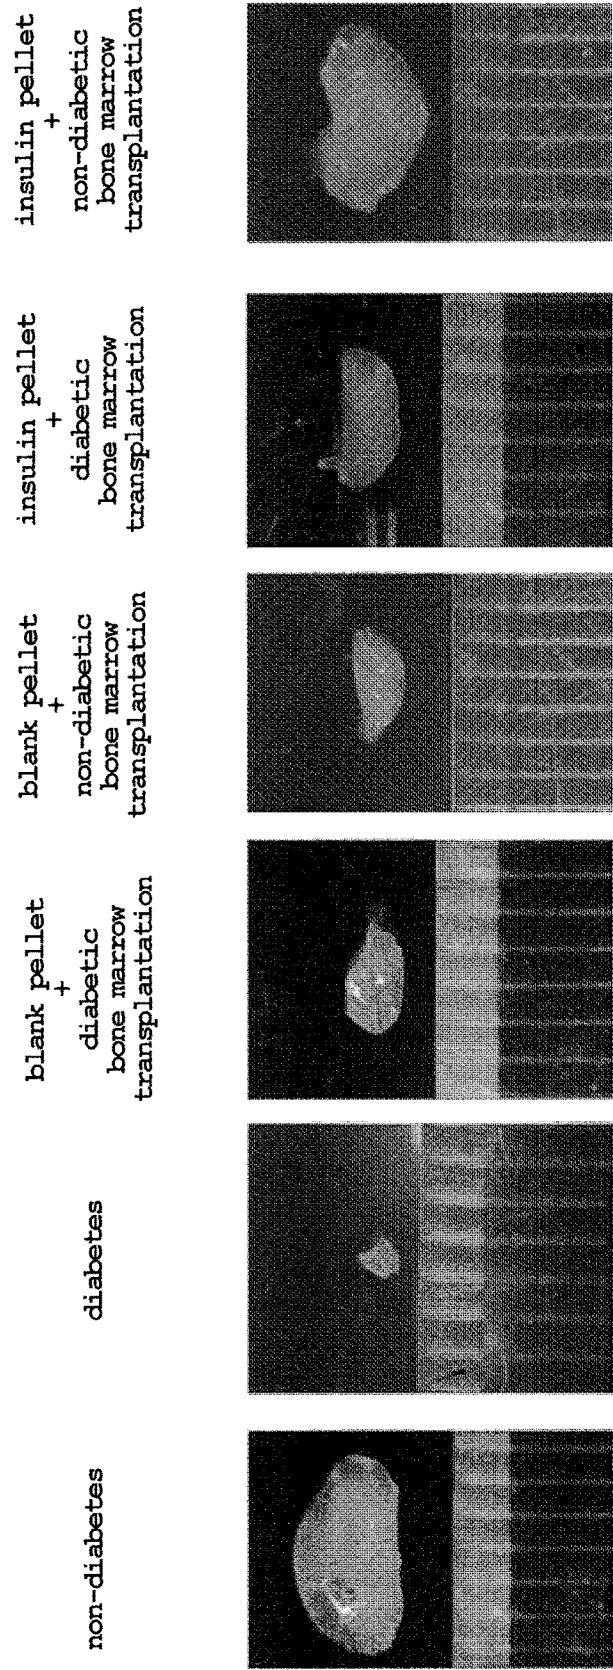 non-diabetes
diabetes
blank pellet
+
diabetic
bone marrow
transplantation
blank pellet
+
non-diabetic
bone marrow
transplantation
insulin pellet
+
diabetic
bone marrow
transplantation
insulin pellet
+
non-diabetic
bone marrow
transplantation